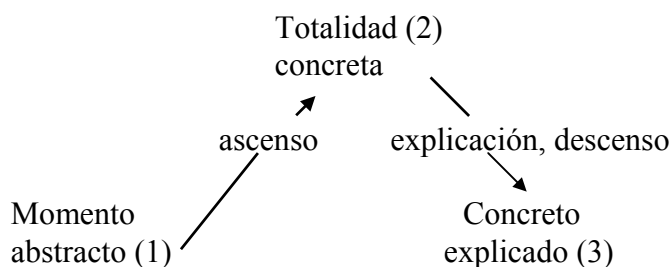 Totalidad (2)
concreta
ascenso
explicación, descenso
Momento
abstracto (1)
Concreto
explicado (3)